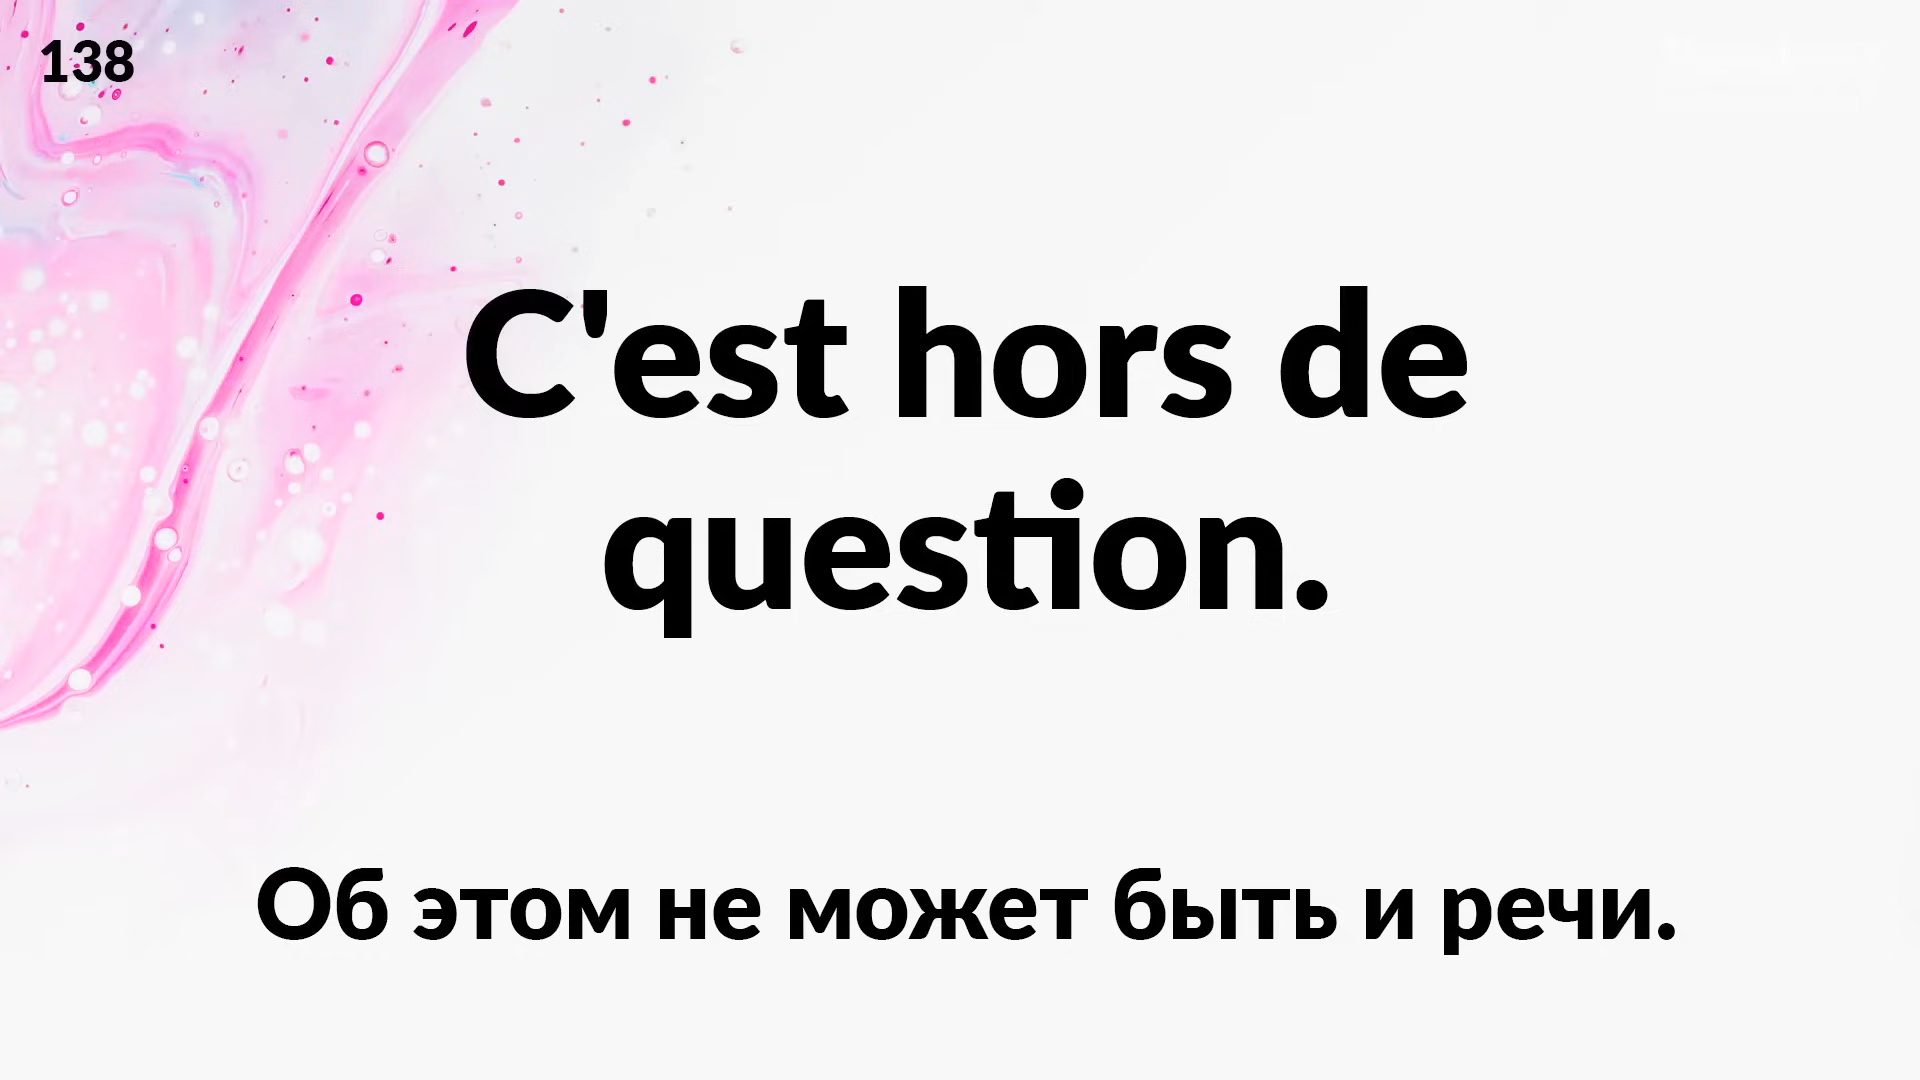 138
C'est hors de
question.
Об этом не может быть и речи.